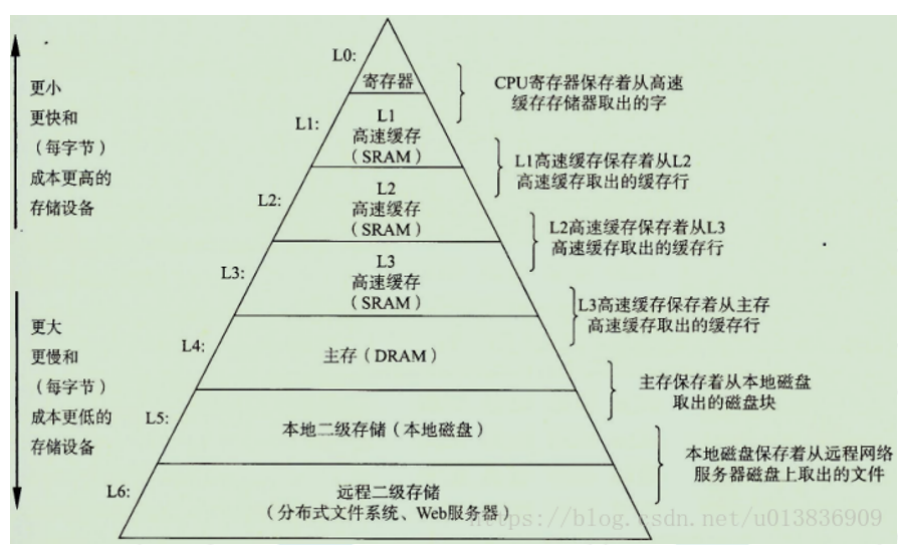 L0:
寄存器
CPU寄存器保存着从高速
缓存存储器取出的字
更小
更快和
（每字节）
成本更高的
存储设备
L1:
L1
高速缓存
（SRAM）
L1高速缓存保存着从L2
高速缓存取出的缓存行
L2:
L2
高速缓存
（SRAM）
L2高速缓存保存着从L3
高速缓存取出的缓存行
L3:
L3
高速缓存
（SRAM）
L3高速缓存保存着从主存
高速缓存取出的缓存行
更大
更慢和
（每字节）
成本更低的
存储设备
L4:
主存（DRAM）
主存保存着从本地磁盘
取出的磁盘块
L5:
本地二级存储（本地磁盘）
本地磁盘保存着从远程网络
服务器磁盘上取出的文件
L6:
远程二级存储
（分布式文件系统、Web服务器）
https://blog.csdn.net/u013836909